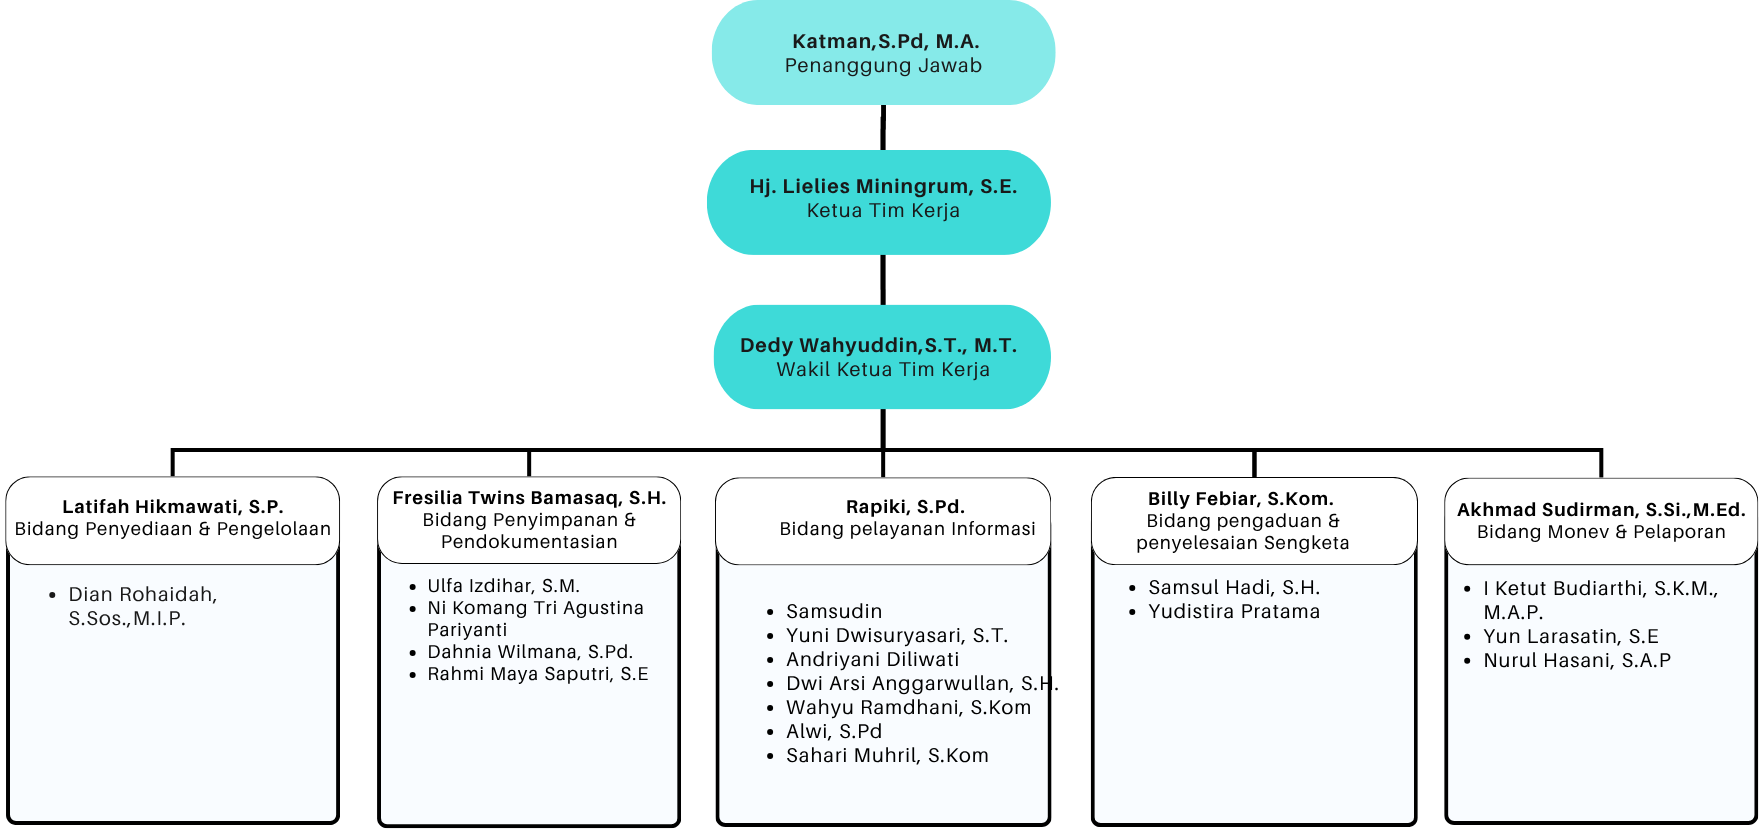 Katman,S.Pd, M.A.
Penanggung Jawab
Hj. Lielies Miningrum, S.E.
Ketua Tim Kerja
Dedy Wahyuddin,S.T., M.T.
Wakil Ketua Tim Kerja
Latifah Hikmawati, S.P.
Bidang Penyediaan & Pengelolaan
• Dian Rohaidah,
S.Sos.,M.I.P.
Fresilia Twins Bamasaq, S.H.
Bidang Penyimpanan &
Pendokumentasian
• Ulfa Izdihar, S.M.
• Ni Komang Tri Agustina
Pariyanti
• Dahnia Wilmana, S.Pd.
• Rahmi Maya Saputri, S.E
Rapiki, S.Pd.
Bidang pelayanan Informasi
• Samsudin
• Yuni Dwisuryasari, S.T.
• Andriyani Diliwati
• Dwi Arsi Anggarwullan, S.H.
• Wahyu Ramdhani, S.Kom
• Alwi, S.Pd
• Sahari Muhril, S.Kom
Billy Febiar, S.Kom.
Bidang pengaduan &
penyelesaian Sengketa
• Samsul Hadi, S.H.
• Yudistira Pratama
Akhmad Sudirman, S.Si.,M.Ed.
Bidang Monev & Pelaporan
• I Ketut Budiarthi, S.K.M.,
M.A.P.
• Yun Larasatin, S.E
• Nurul Hasani, S.A.P